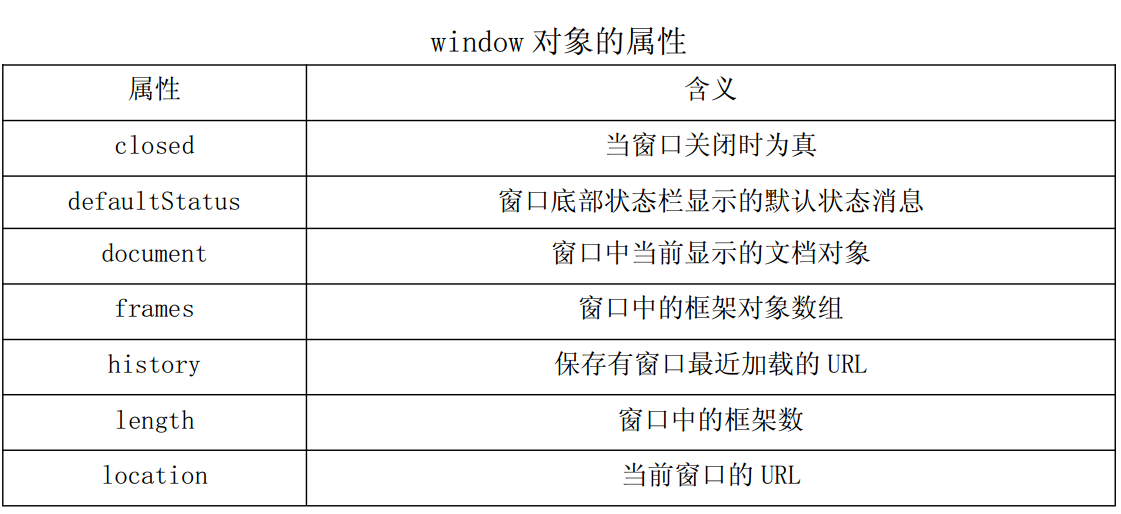 window 对象的属性
属性 含义
closed 当窗口关闭时为真
defaultStatus 窗口底部状态栏显示的默认状态消息
document 窗口中当前显示的文档对象
frames 窗口中的框架对象数组
history 保存有窗口最近加载的 URL
length 窗口中的框架数
location 当前窗口的 URL